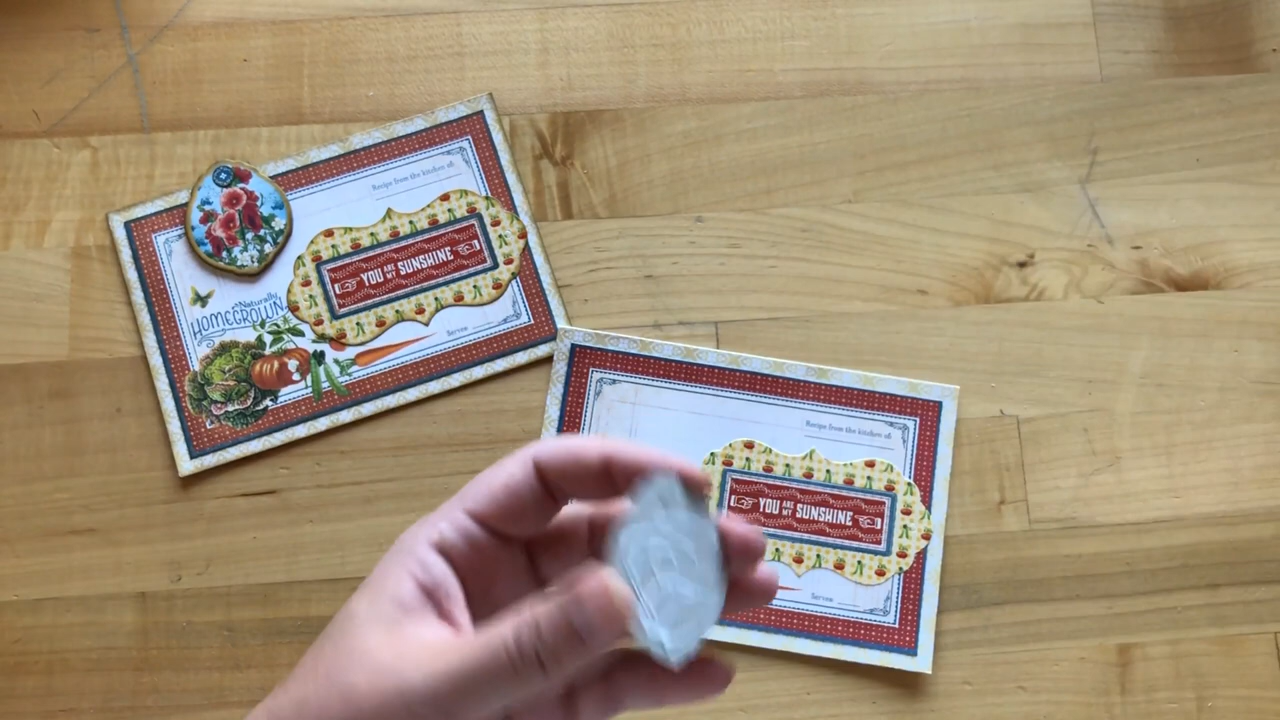 Recipe from the kitchen of:
YOU ARE MY SUNSHINE
Naturally
HOMEGROWN
Serves
Recipe from the kitchen of:
YOU ARE MY SUNSHINE
Serves